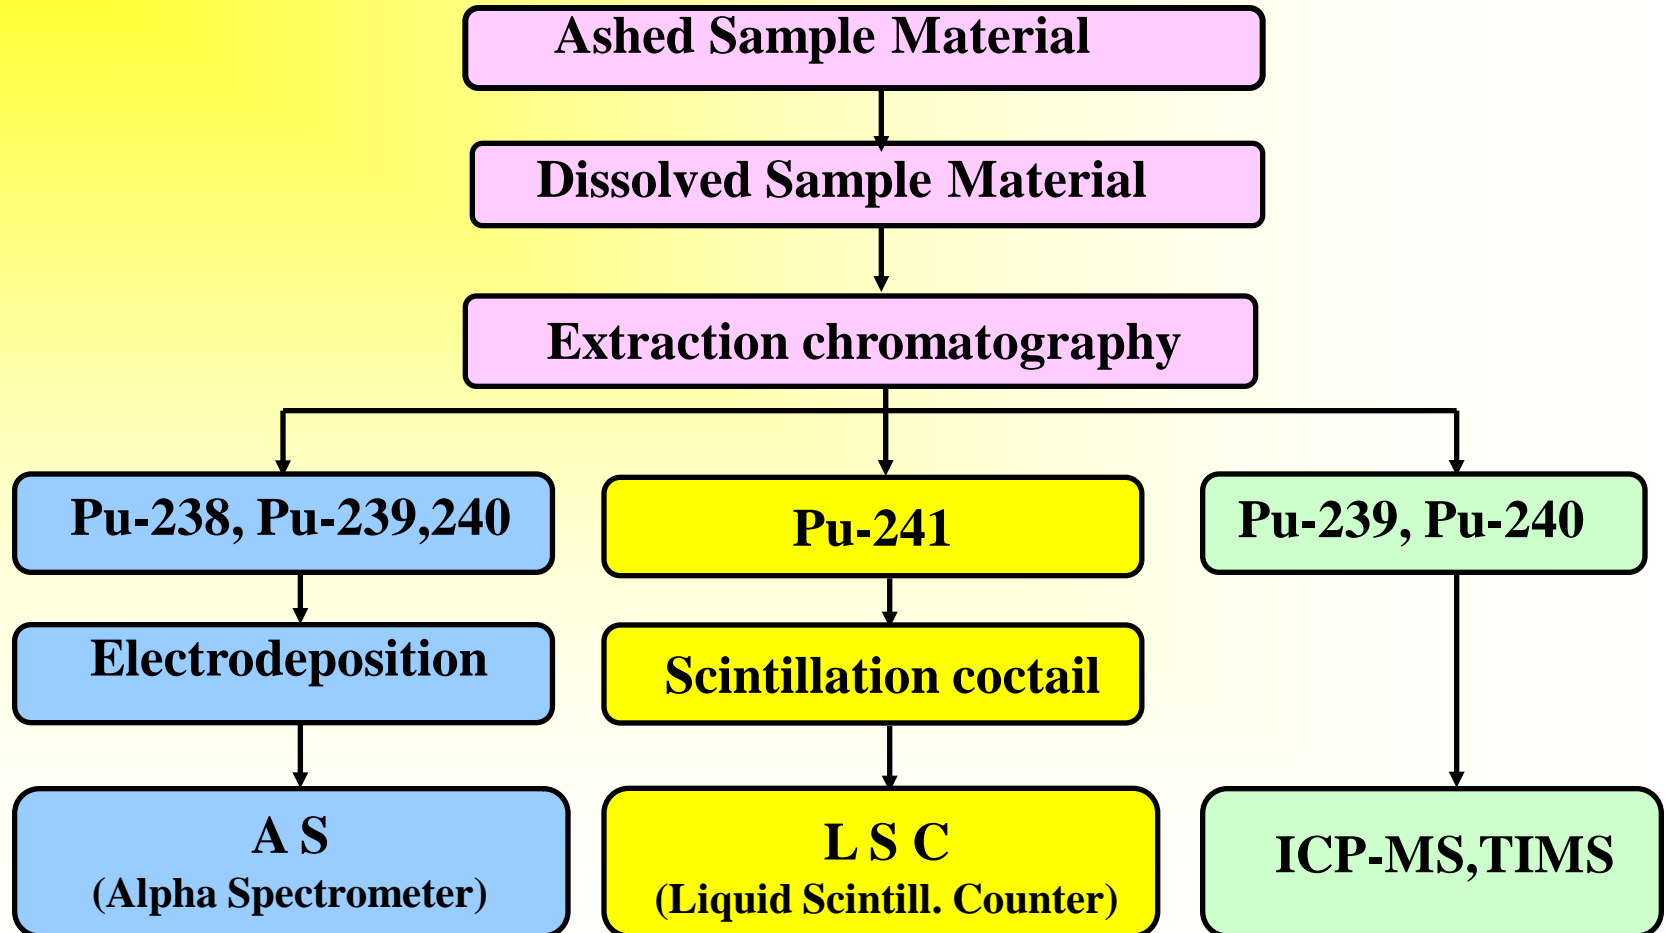 Ashed Sample Material
Dissolved Sample Material
Extraction chromatography
Pu-238, Pu-239,240
Pu-241
Pu-239, Pu-240
Electrodeposition
Scintillation coctail
A S
(Alpha Spectrometer)
L S C
(Liquid Scintill. Counter)
ICP-MS,TIMS